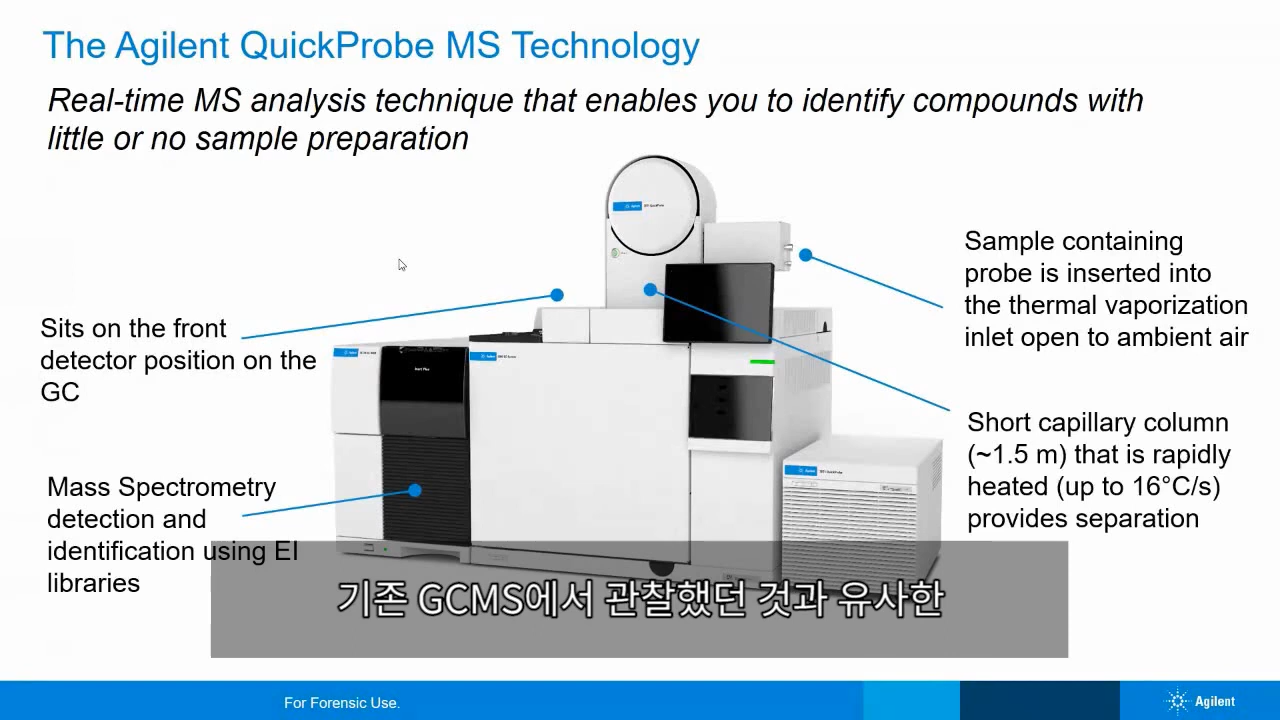 The Agilent QuickProbe MS Technology
Real-time MS analysis technique that enables you to identify compounds with
little or no sample preparation
Sits on the front
detector position on the
GC
Mass Spectrometry
detection and
identification using EI
libraries
Agilent
Agilent
Agilent
Agilent
Sample containing
probe is inserted into
the thermal vaporization
inlet open to ambient air
Short capillary column
(~1.5 m) that is rapidly
heated (up to 16°C/s)
provides separation
기존 GCMS에서 관찰했던 것과 유사한
For Forensic Use.
Agilent